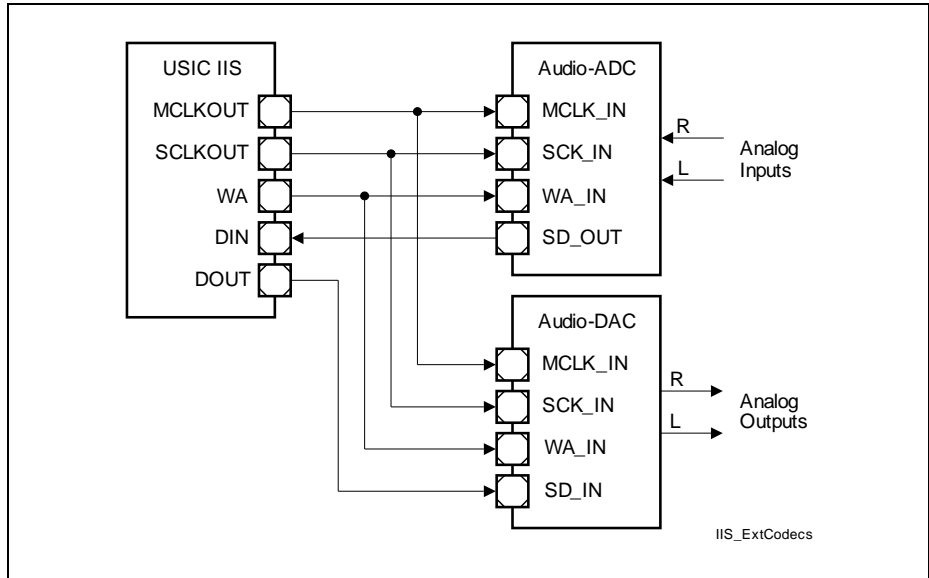 USIC IIS
MCLKOUT
SCLKOUT
WA
DIN
DOUT
Audio-ADC
MCLK_IN
SCK_IN
WA_IN
SD_OUT
R
L
Analog
Inputs
Audio-DAC
MCLK_IN
SCK_IN
WA_IN
SD_IN
R
L
Analog
Outputs
IIS_ExtCodecs